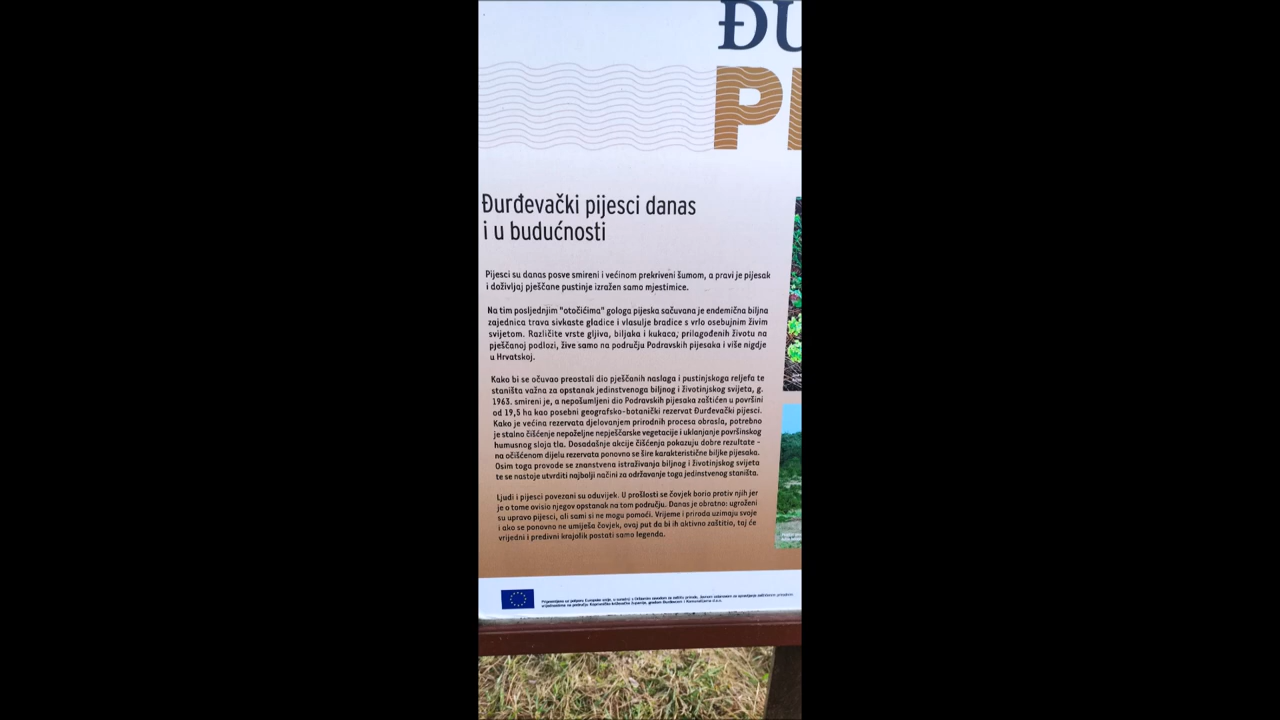 ĐU
PI
Đurđevački pijesci danas
i u budućnosti
Pijesci su danas posve smireni i većinom prekriveni šumom, a pravi je pijesak
i doživljaj pješčane pustinje izražen samo mjestimice.
Na tim posljednjim "otočićima" gologa pijeska sačuvana je endemična biljna
zajednica trava sivkaste gladice i vlasulje bradice s vrlo osebujnim živim
svijetom. Različite vrste gljiva, biljaka i kukaca, prilagođenih životu na
pješčanoj podlozi, žive samo na području Podravskih pijesaka i više nigdje
u Hrvatskoj.
Kako bi se očuvao preostali dio pješčanih naslaga i pustinjskoga reljefa te
staništa važna za opstanak jedinstvenoga biljnog i životinjskog svijeta, g.
1963. smireni je, a nepošumljeni dio Podravskih pijesaka zaštićen u površini
od 19,5 ha kao posebni geografsko-botanički rezervat Đurđevački pijesci.
Kako je većina rezervata djelovanjem prirodnih procesa obrasla, potrebno
je stalno čišćenje nepoželjne nepješčarske vegetacije i uklanjanje površinskog
humusnog sloja tla. Dosadašnje akcije čišćenja pokazuju dobre rezultate -
na očišćenom dijelu rezervata ponovno se šire karakteristične biljke pijesaka.
Osim toga provode se znanstvena istraživanja biljnog i životinjskog svijeta
te se nastoje utvrditi najbolji načini za održavanje toga jedinstvenog staništa.
Ljudi i pijesci povezani su oduvijek. U prošlosti se čovjek borio protiv njih jer
je o tome ovisio njegov opstanak na tom području. Danas je obratno: ugroženi
su upravo pijesci, ali sami si ne mogu pomoći. Vrijeme i priroda uzimaju svoje
i ako se ponovno ne umiješa čovjek, ovaj put da bi ih aktivno zaštitio, taj će
vrijedni i predivni krajolik postati samo legenda.